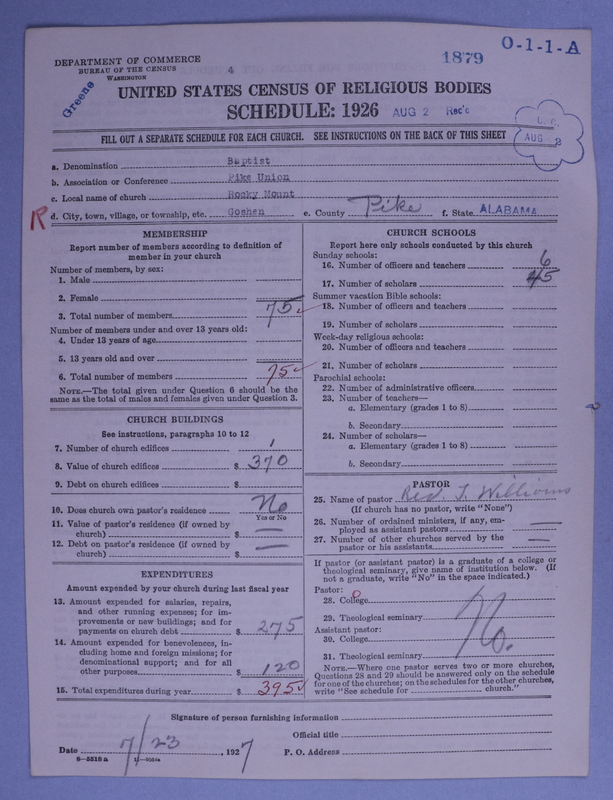 DEPARTMENT OF COMMERCE
BUREAU OF THE CENSUS
WASHINGTON
4
1879
O-1-1-A
Greene
UNITED STATES CENSUS OF RELIGIOUS BODIES
SCHEDULE: 1926 AUG 2 Rec'd
AUG 2
FILL OUT A SEPARATE SCHEDULE FOR EACH CHURCH. SEE INSTRUCTIONS ON THE BACK OF THIS SHEET
a. Denomination Baptist
b. Association or Conference Pike Union
c. Local name of church Rocky Mount
R d. City, town, village, or township, etc. Goshen e. County Pike f. State ALABAMA
MEMBERSHIP
Report number of members according to definition of
member in your church
Number of members, by sex:
1. Male
2. Female
3. Total number of members 75
Number of members under and over 13 years old:
4. Under 13 years of age
5. 13 years old and over
6. Total number of members 75
NOTE.—The total given under Question 6 should be the
same as the total of males and females given under Question 3.
CHURCH BUILDINGS
See instructions, paragraphs 10 to 12
7. Number of church edifices 1
8. Value of church edifices $ 370
9. Debt on church edifices $
10. Does church own pastor's residence No
Yes or No
11. Value of pastor's residence (if owned by
church) $ —
12. Debt on pastor's residence (if owned by
church) $ —
EXPENDITURES
Amount expended by your church during last fiscal year
13. Amount expended for salaries, repairs,
and other running expenses; for im-
provements or new buildings; and for
payments on church debt $ 275
14. Amount expended for benevolences, in-
cluding home and foreign missions; for
denominational support; and for all
other purposes $ 120
15. Total expenditures during year $ 395
CHURCH SCHOOLS
Report here only schools conducted by this church
Sunday schools:
16. Number of officers and teachers 6
17. Number of scholars 45
Summer vacation Bible schools:
18. Number of officers and teachers
19. Number of scholars
Week-day religious schools:
20. Number of officers and teachers
21. Number of scholars
Parochial schools:
22. Number of administrative officers
23. Number of teachers—
a. Elementary (grades 1 to 8)
b. Secondary
24. Number of scholars—
a. Elementary (grades 1 to 8)
b. Secondary
PASTOR
25. Name of pastor Rev. T. Williams
(If church has no pastor, write "None")
26. Number of ordained ministers, if any, em-
ployed as assistant pastors —
27. Number of other churches served by the
pastor or his assistants —
If pastor (or assistant pastor) is a graduate of a college or
theological seminary, give name of institution below. (If
not a graduate, write "No" in the space indicated.)
Pastor:
28. College
29. Theological seminary No.
Assistant pastor:
30. College
31. Theological seminary
NOTE.—Where one pastor serves two or more churches,
Questions 28 and 29 should be answered only on the schedule
for one of the churches; on the schedules for the other churches,
write "See schedule for church."
Signature of person furnishing information
Official title
Date 7/23, 1927 P. O. Address
8—5518a